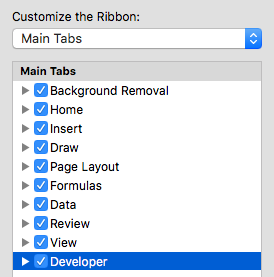 Customize the Ribbon:
Main Tabs
Main Tabs
Background Removal
Home
Insert
Draw
Page Layout
Formulas
Data
Review
View
Developer